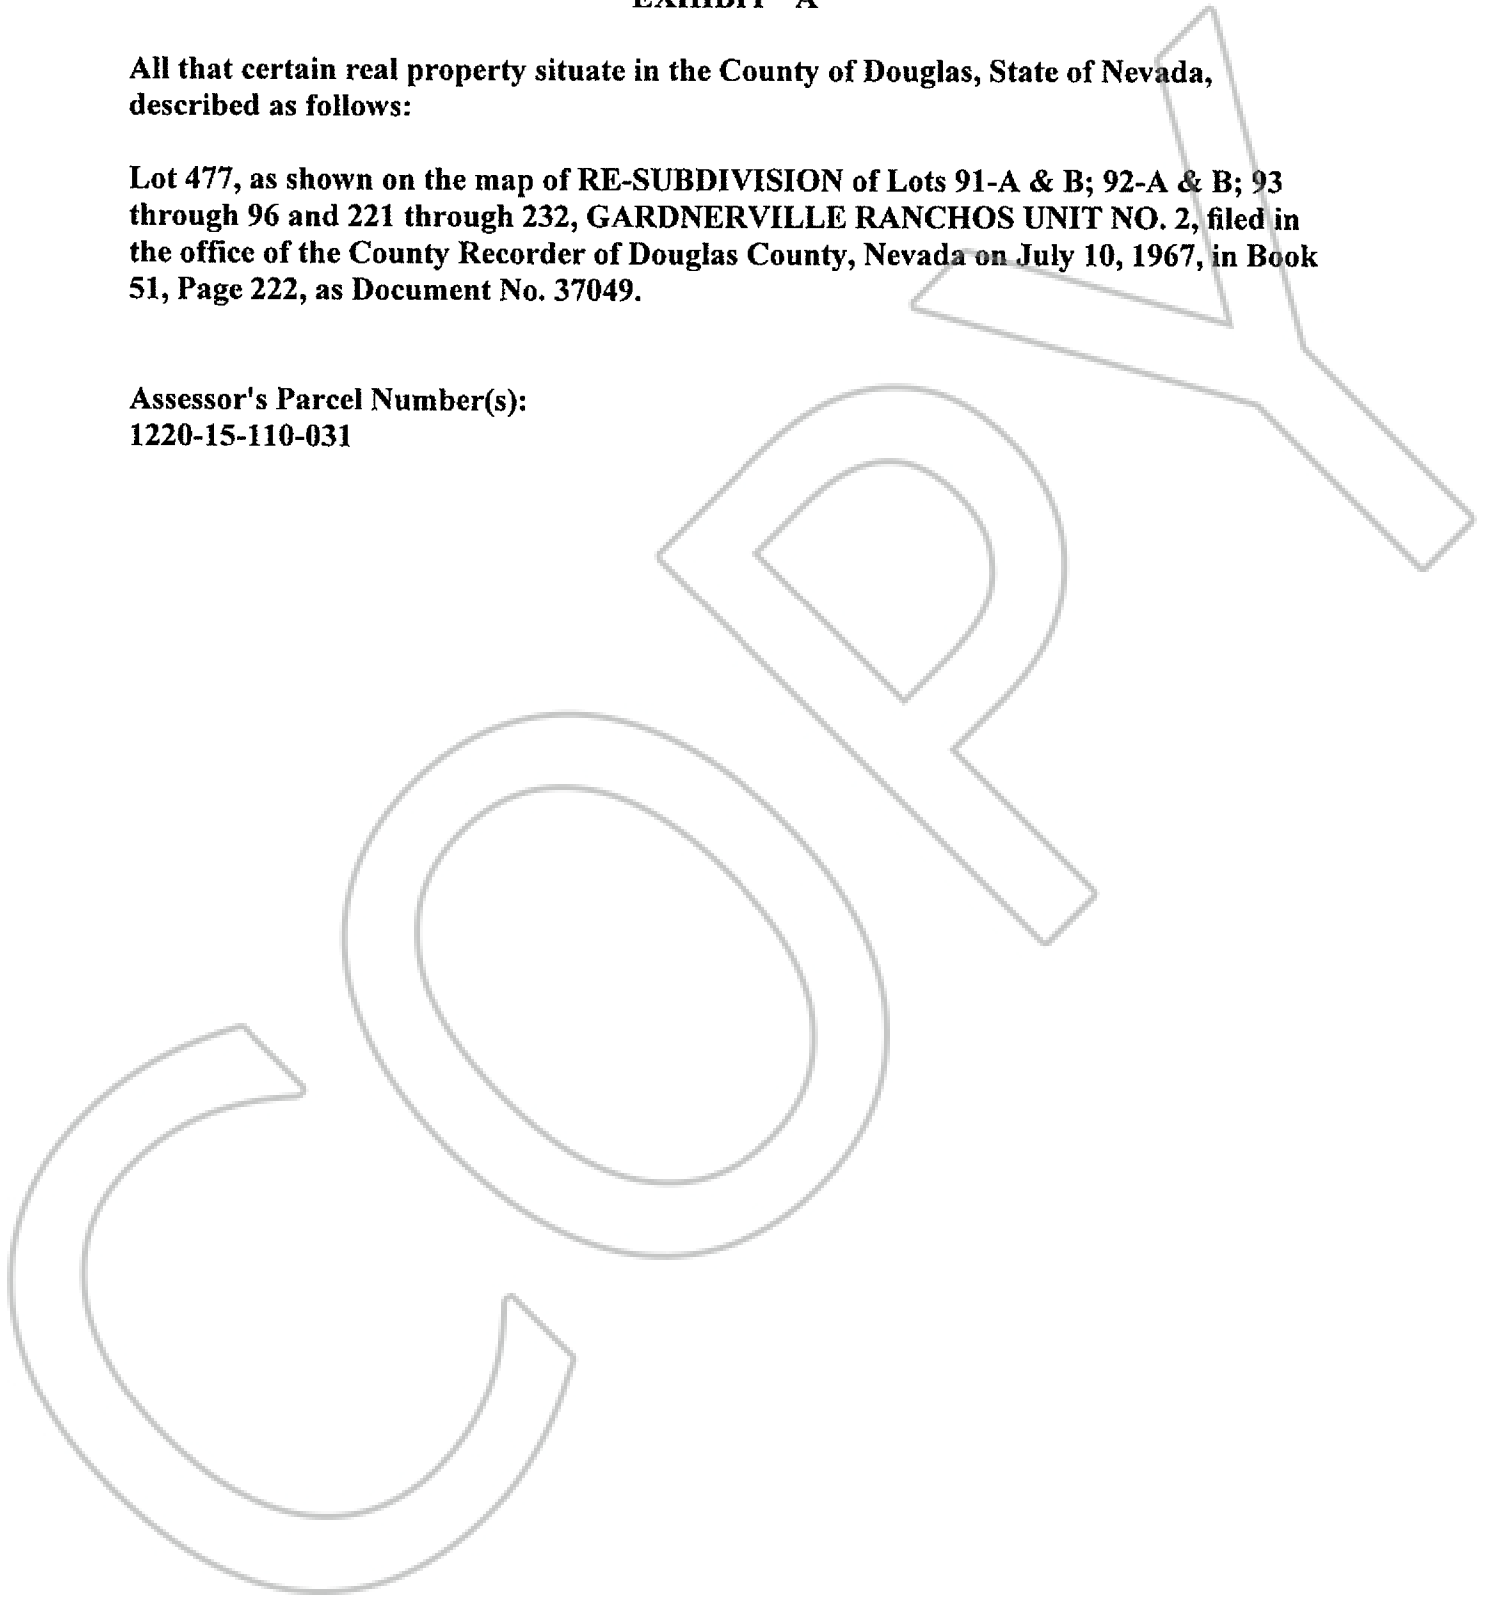 EXHIBIT "A"
All that certain real property situate in the County of Douglas, State of Nevada,
described as follows:
Lot 477, as shown on the map of RE-SUBDIVISION of Lots 91-A & B; 92-A & B; 93
through 96 and 221 through 232, GARDNERVILLE RANCHOS UNIT NO. 2, filed in
the office of the County Recorder of Douglas County, Nevada on July 10, 1967, in Book
51, Page 222, as Document No. 37049.
Assessor's Parcel Number(s):
1220-15-110-031
COPY